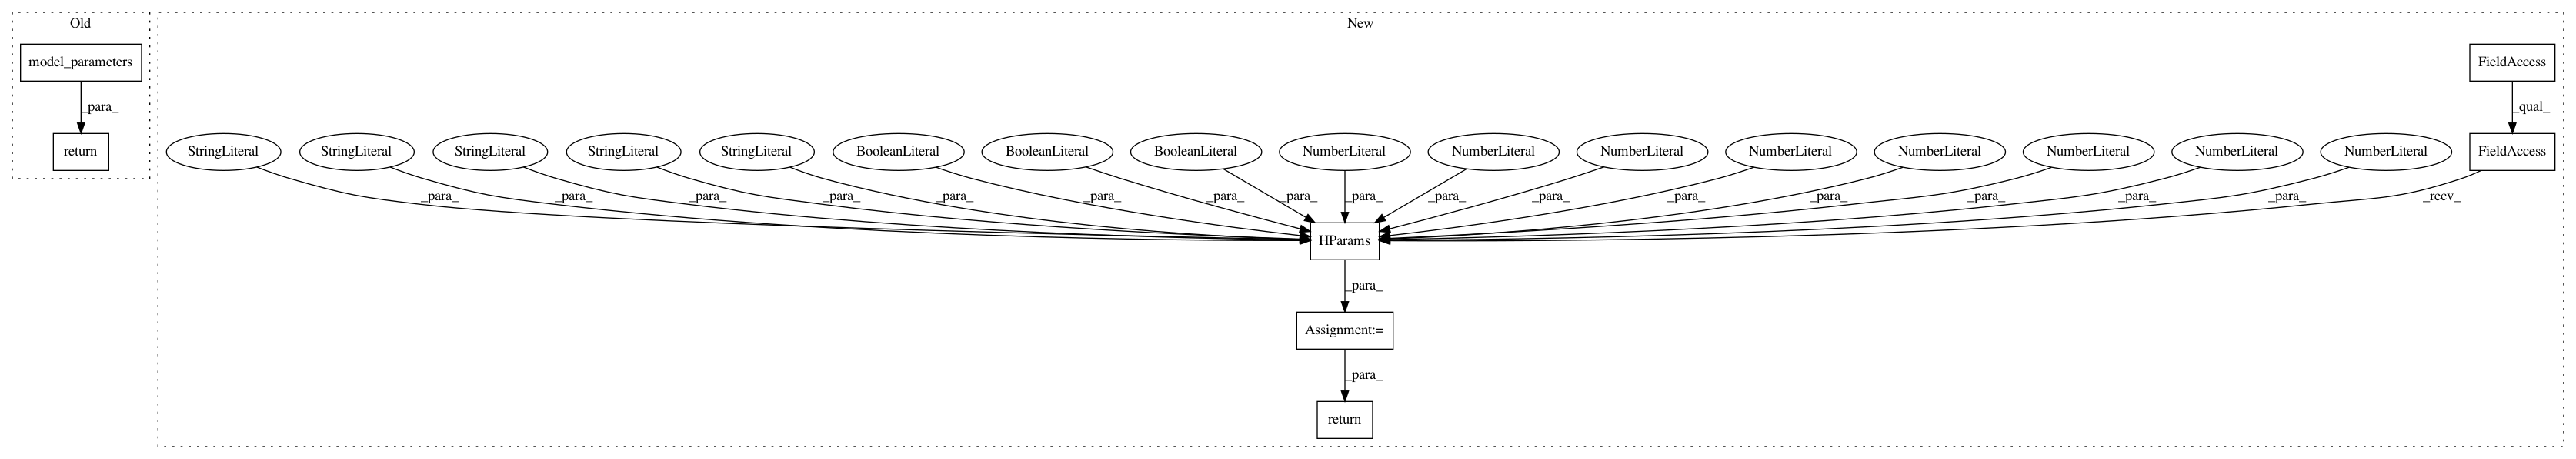 Old New
model_parameters FieldAccess
_para_ _qual_
return StringLiteral StringLiteral StringLiteral StringLiteral StringLiteral BooleanLiteral BooleanLiteral BooleanLiteral NumberLiteral NumberLiteral NumberLiteral NumberLiteral NumberLiteral NumberLiteral NumberLiteral NumberLiteral FieldAccess
_para_ _para_ _para_ _para_ _para_ _para_ _para_ _para_ _para_ _para_ _para_ _para_ _para_ _para_ _para_ _para_ _recv_
HParams
_para_
Assignment:=
_para_
return